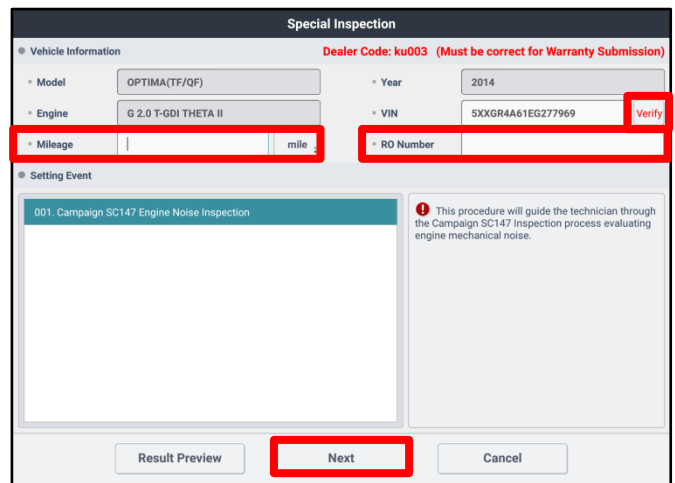 Special Inspection
Vehicle Information Dealer Code: ku003 (Must be correct for Warranty Submission)
Model OPTIMA(TF/QF) Year 2014
Engine G 2.0 T-GDI THETA II VIN 5XXGR4A61EG277969 Verify
Mileage mile RO Number
Setting Event
001. Campaign SC147 Engine Noise Inspection
This procedure will guide the technician through
the Campaign SC147 Inspection process evaluating
engine mechanical noise.
Result Preview Next Cancel